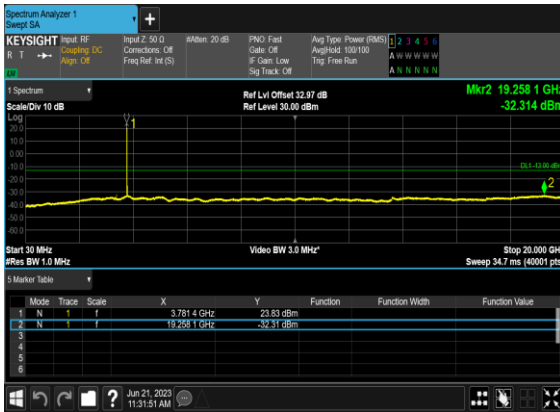 Spectrum Analyzer 1
Swept SA
+
KEYSIGHT
R T
LXI
Input: RF
Coupling: DC
Align: Off
Input Z: 50 Ω
Corrections: Off
Freq Ref: Int (S)
#Atten: 20 dB
PNO: Fast
Gate: Off
IF Gain: Low
Sig Track: Off
Avg Type: Power (RMS)
Avg|Hold: 100/100
Trig: Free Run
1 2 3 4 5 6
A W W W W W
A N N N N N
1 Spectrum
Scale/Div 10 dB
Ref Lvl Offset 32.97 dB
Ref Level 30.00 dBm
Mkr2 19.258 1 GHz
-32.314 dBm
Log
20.0
10.0
0.00
-10.0
-20.0
-30.0
-40.0
-50.0
-60.0
1
DL1 -13.00 dBm
2
Start 30 MHz
#Res BW 1.0 MHz
Video BW 3.0 MHz*
Stop 20.000 GHz
Sweep 34.7 ms (40001 pts)
5 Marker Table
Mode Trace Scale X Y Function Function Width Function Value
1 N 1 f 3.781 4 GHz 23.83 dBm
2 N 1 f 19.258 1 GHz -32.31 dBm
3
4
5
6
?
Jun 21, 2023
11:31:51 AM